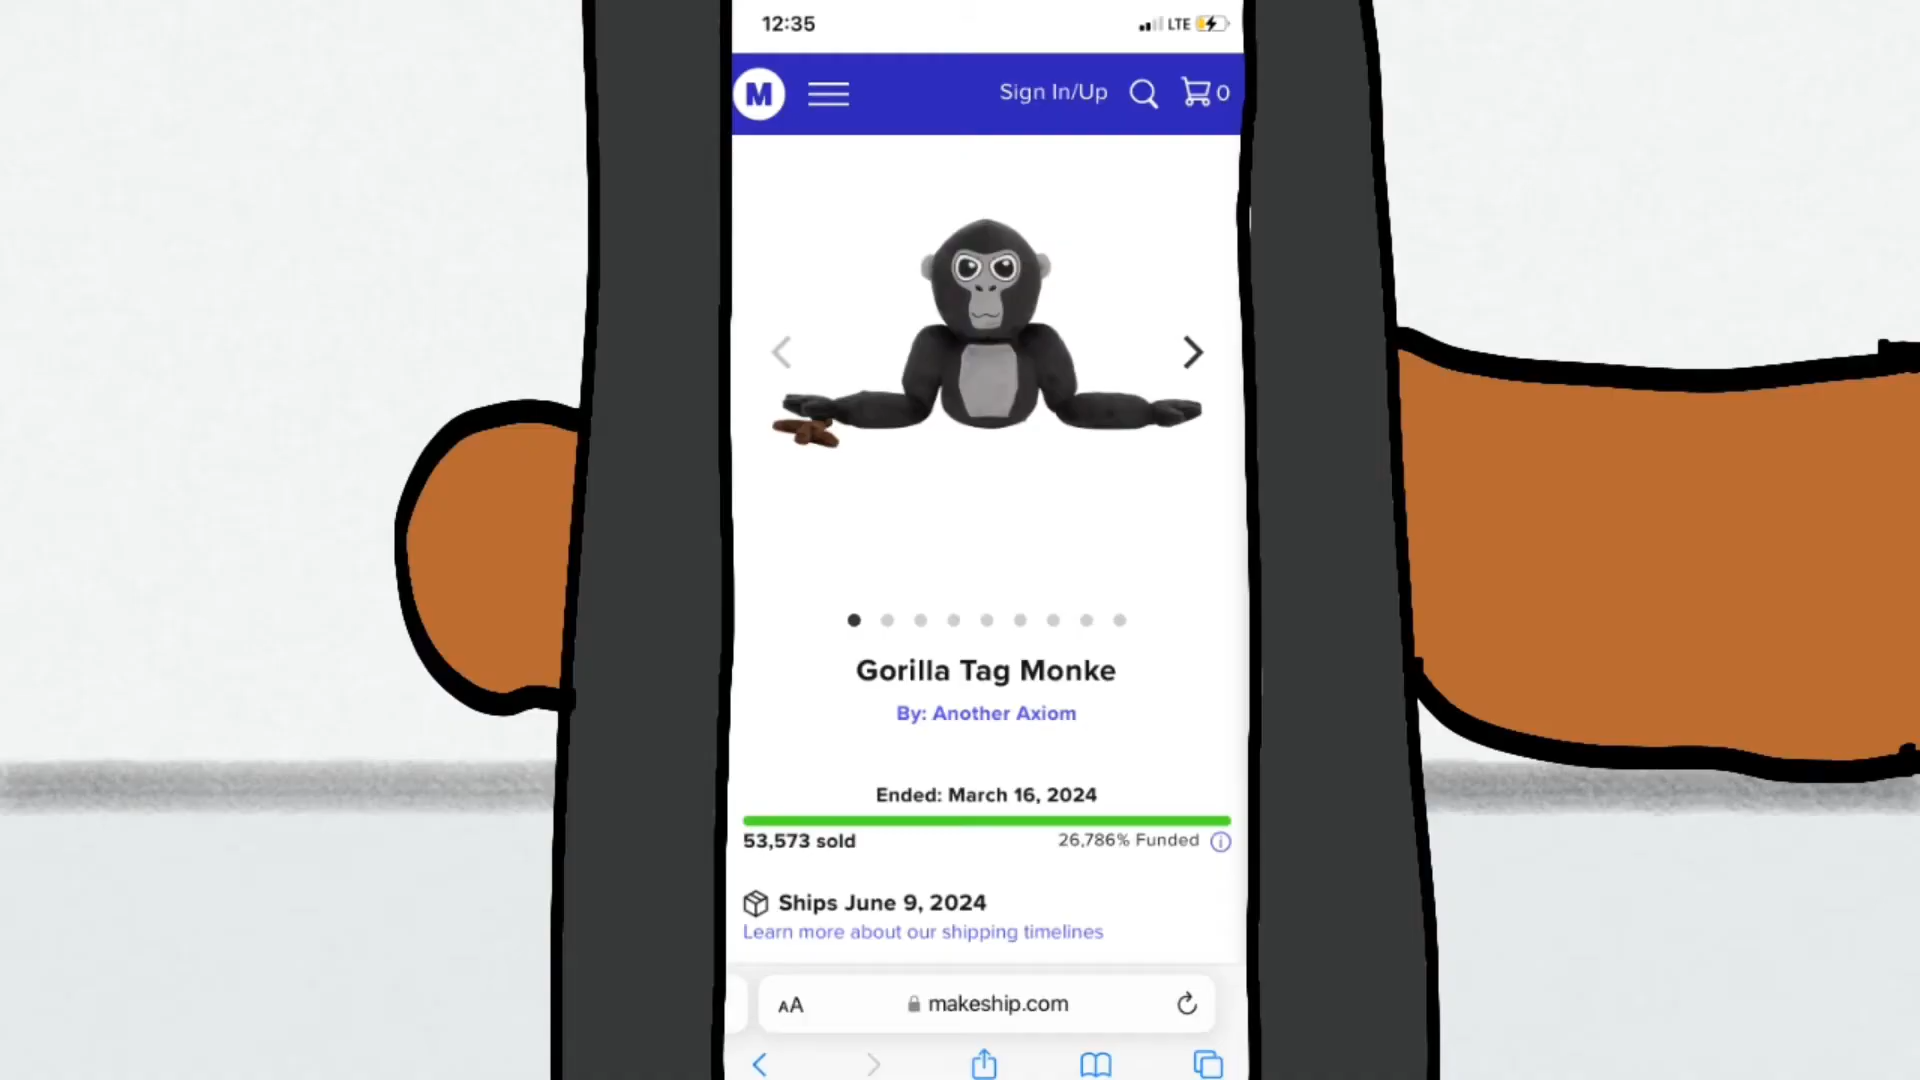 12:35
LTE
M
Sign In/Up
0
Gorilla Tag Monke
By: Another Axiom
Ended: March 16, 2024
53,573 sold
26,786% Funded
Ships June 9, 2024
Learn more about our shipping timelines
AA
makeship.com